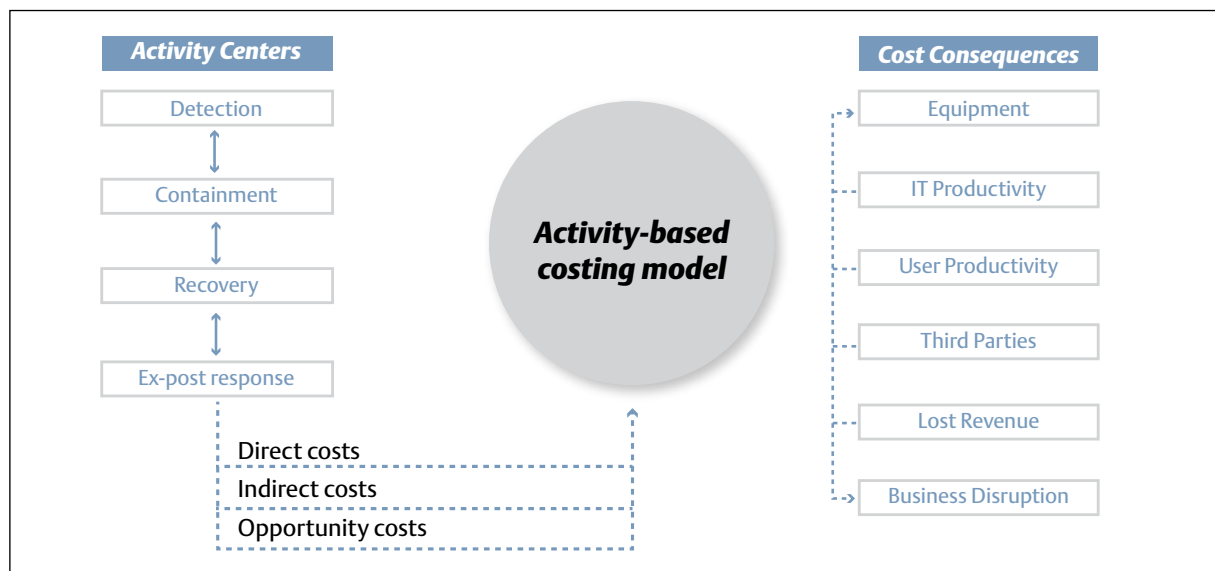 Activity Centers
Detection
Containment
Recovery
Ex-post response
Direct costs
Indirect costs
Opportunity costs
Activity-based
costing model
Cost Consequences
Equipment
IT Productivity
User Productivity
Third Parties
Lost Revenue
Business Disruption